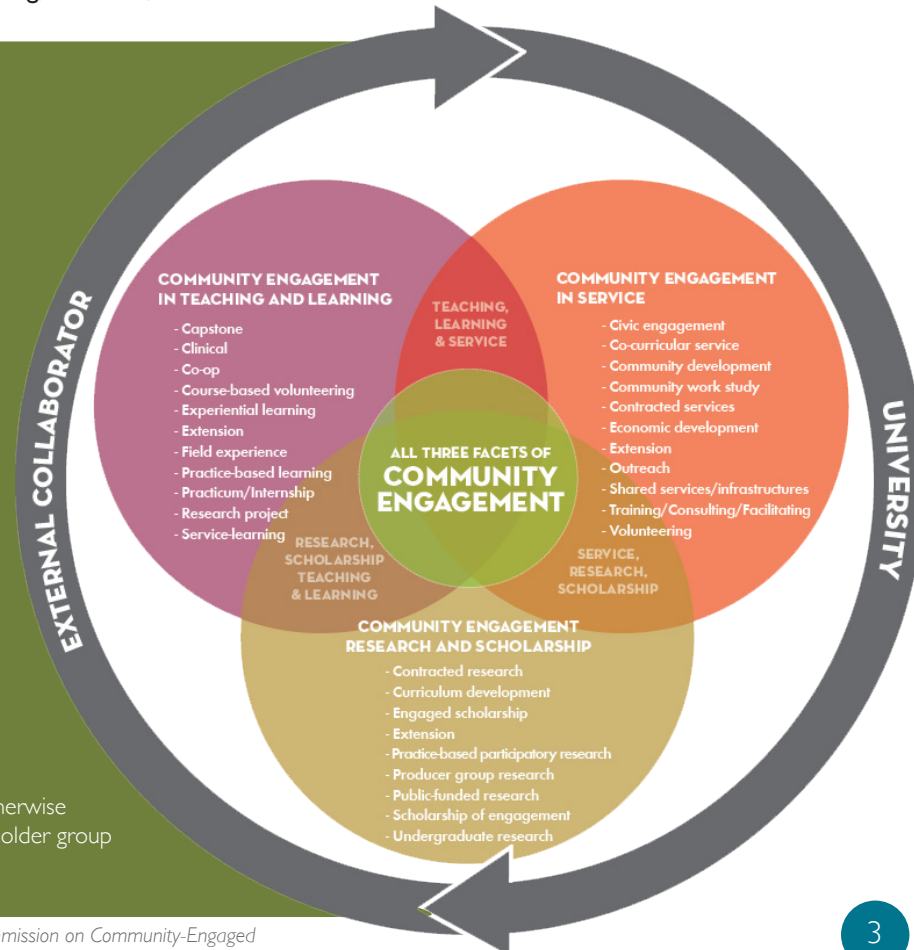 EXTERNAL COLLABORATOR
UNIVERSITY
COMMUNITY ENGAGEMENT
IN TEACHING AND LEARNING
- Capstone
- Clinical
- Co-op
- Course-based volunteering
- Experiential learning
- Extension
- Field experience
- Practice-based learning
- Practicum/Internship
- Research project
- Service-learning
TEACHING,
LEARNING
& SERVICE
COMMUNITY ENGAGEMENT
IN SERVICE
- Civic engagement
- Co-curricular service
- Community development
- Community work study
- Contracted services
- Economic development
- Extension
- Outreach
- Shared services/infrastructures
- Training/Consulting/Facilitating
- Volunteering
ALL THREE FACETS OF
COMMUNITY
ENGAGEMENT
RESEARCH,
SCHOLARSHIP
TEACHING
& LEARNING
SERVICE,
RESEARCH,
SCHOLARSHIP
COMMUNITY ENGAGEMENT
RESEARCH AND SCHOLARSHIP
- Contracted research
- Curriculum development
- Engaged scholarship
- Extension
- Practice-based participatory research
- Producer group research
- Public-funded research
- Scholarship of engagement
- Undergraduate research
group
on Community-Engaged
3